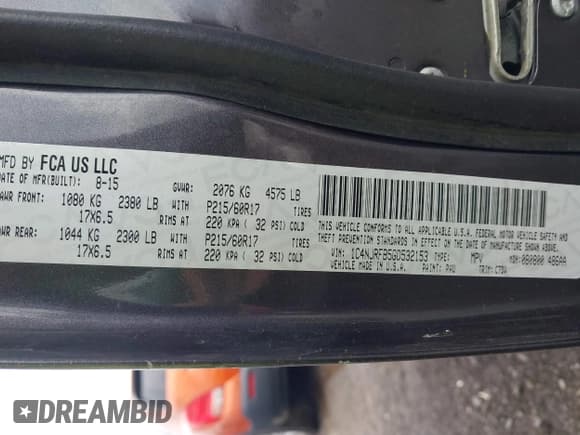 MFD BY FCA US LLC
DATE OF MFR(BUILT): 8-15 GVWR: 2076 KG 4575 LB
GAWR FRONT: 1080 KG 2380 LB WITH P215/60R17 TIRES
17X6.5 RIMS AT 220 KPA ( 32 PSI) COLD
GAWR REAR: 1044 KG 2300 LB WITH P215/60R17 TIRES
17X6.5 RIMS AT 220 KPA ( 32 PSI) COLD
THIS VEHICLE CONFORMS TO ALL APPLICABLE FEDERAL MOTOR VEHICLE SAFETY AND
THEFT PREVENTION STANDARDS IN EFFECT ON THE DATE OF MANUFACTURE SHOWN ABOVE.
VIN: 1C4NJRFB5GD532153 TYPE: MPV MDH: 080800 486AA
VEHICLE MADE IN U.S.A. PAINT: PAU TRIM:
DREAMBID